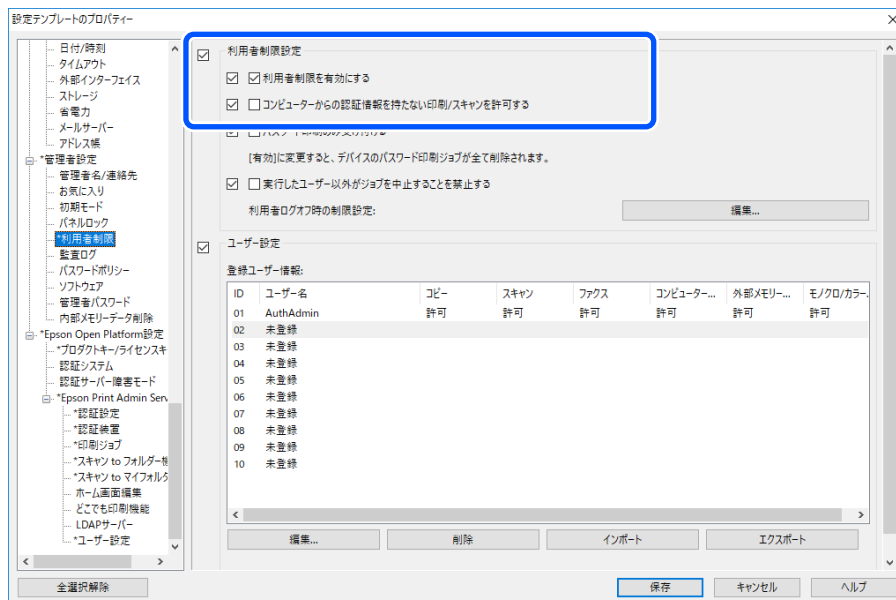 設定テンプレートのプロパティー
日付/時刻
タイムアウト
外部インターフェイス
ストレージ
省電力
メールサーバー
アドレス帳
*管理者設定
管理者名/連絡先
お気に入り
初期モード
パネルロック
*利用者制限
監査ログ
パスワードポリシー
ソフトウェア
管理者パスワード
内部メモリーデータ削除
*Epson Open Platform設定
*プロダクトキー/ライセンスキ
認証システム
認証サーバー障害モード
*Epson Print Admin Serv
*認証設定
*認証装置
*印刷ジョブ
*スキャン to フォルダー機
*スキャン to マイフォルダ
ホーム画面編集
どこでも印刷機能
LDAPサーバー
*ユーザー設定
全選択解除
利用者制限設定
利用者制限を有効にする
コンピューターからの認証情報を持たない印刷/スキャンを許可する
パスワード印刷のみ受け付ける
[有効]に変更すると、デバイスのパスワード印刷ジョブが全て削除されます。
実行したユーザー以外がジョブを中止することを禁止する
利用者ログオフ時の制限設定: 編集...
ユーザー設定
登録ユーザー情報:
ID ユーザー名 コピー スキャン ファクス コンピューター... 外部メモリー... モノクロ/カラー...
01 AuthAdmin 許可 許可 許可 許可 許可 許可
02 未登録
03 未登録
04 未登録
05 未登録
06 未登録
07 未登録
08 未登録
09 未登録
10 未登録
編集... 削除 インポート エクスポート
保存 キャンセル ヘルプ